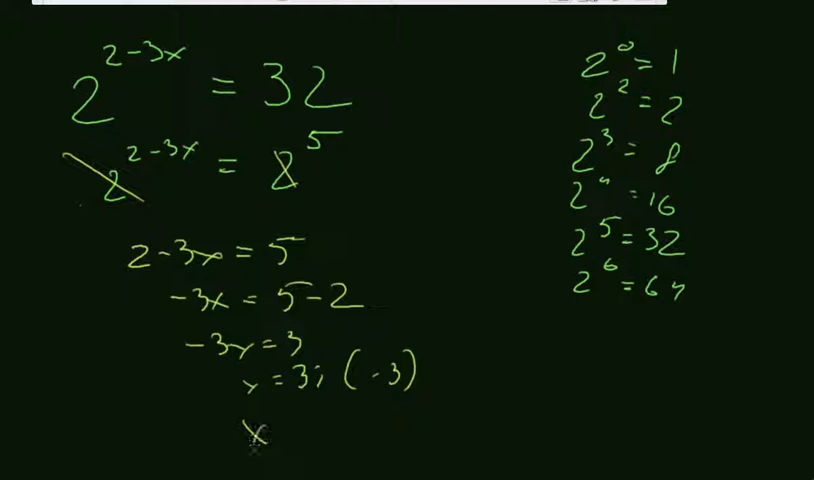 2^{2-3x} = 32
2^{2-3x} = 2^5
2-3x = 5
-3x = 5-2
-3x = 3
x = 3 : (-3)
x
2^0 = 1
2^2 = 2
2^3 = 8
2^4 = 16
2^5 = 32
2^6 = 64